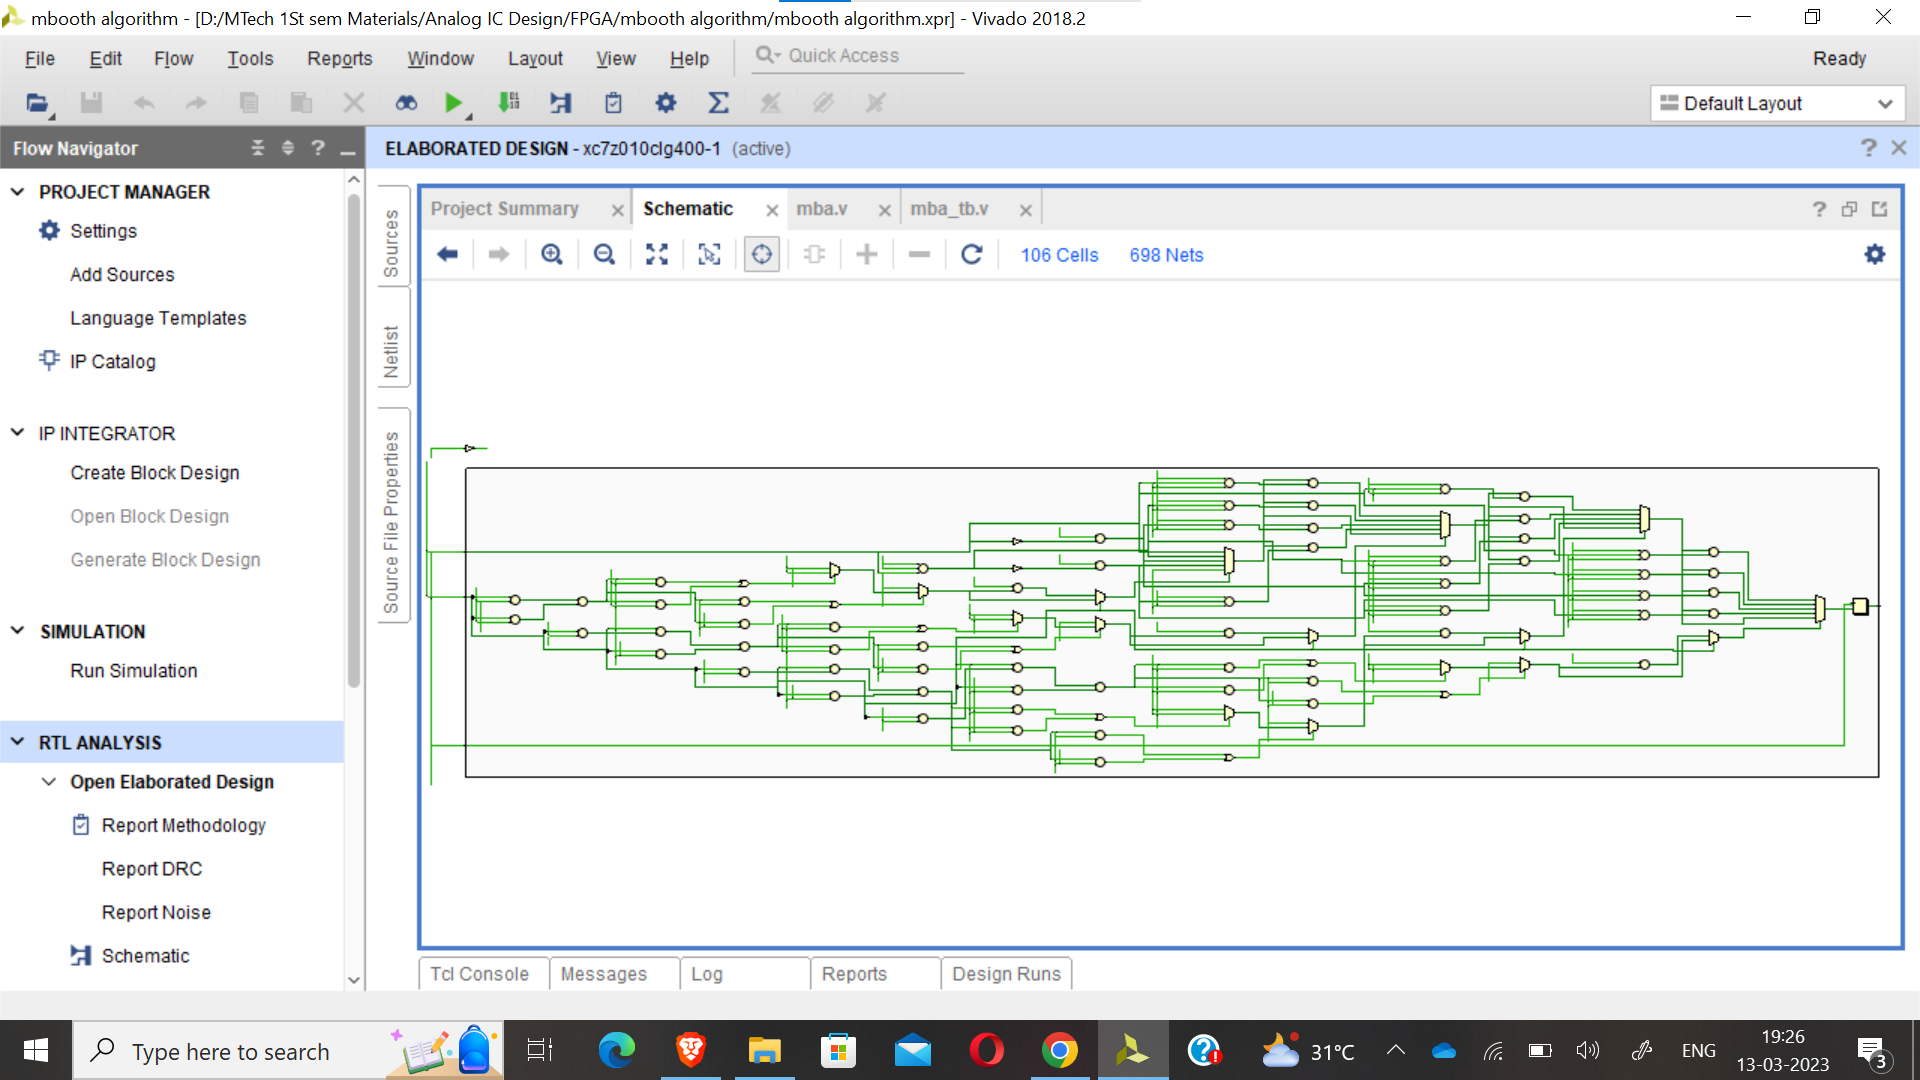 mbooth algorithm - [D:/MTech 1St sem Materials/Analog IC Design/FPGA/mbooth algorithm/mbooth algorithm.xpr] - Vivado 2018.2
File Edit Flow Tools Reports Window Layout View Help Quick Access Ready
Default Layout
Flow Navigator
ELABORATED DESIGN - xc7z010clg400-1 (active)
PROJECT MANAGER
Settings
Add Sources
Language Templates
IP Catalog
IP INTEGRATOR
Create Block Design
Open Block Design
Generate Block Design
SIMULATION
Run Simulation
RTL ANALYSIS
Open Elaborated Design
Report Methodology
Report DRC
Report Noise
Schematic
Sources
Netlist
Source File Properties
Project Summary Schematic mba.v mba_tb.v
106 Cells 698 Nets
Tcl Console Messages Log Reports Design Runs
Type here to search
31°C
ENG
19:26
13-03-2023
3